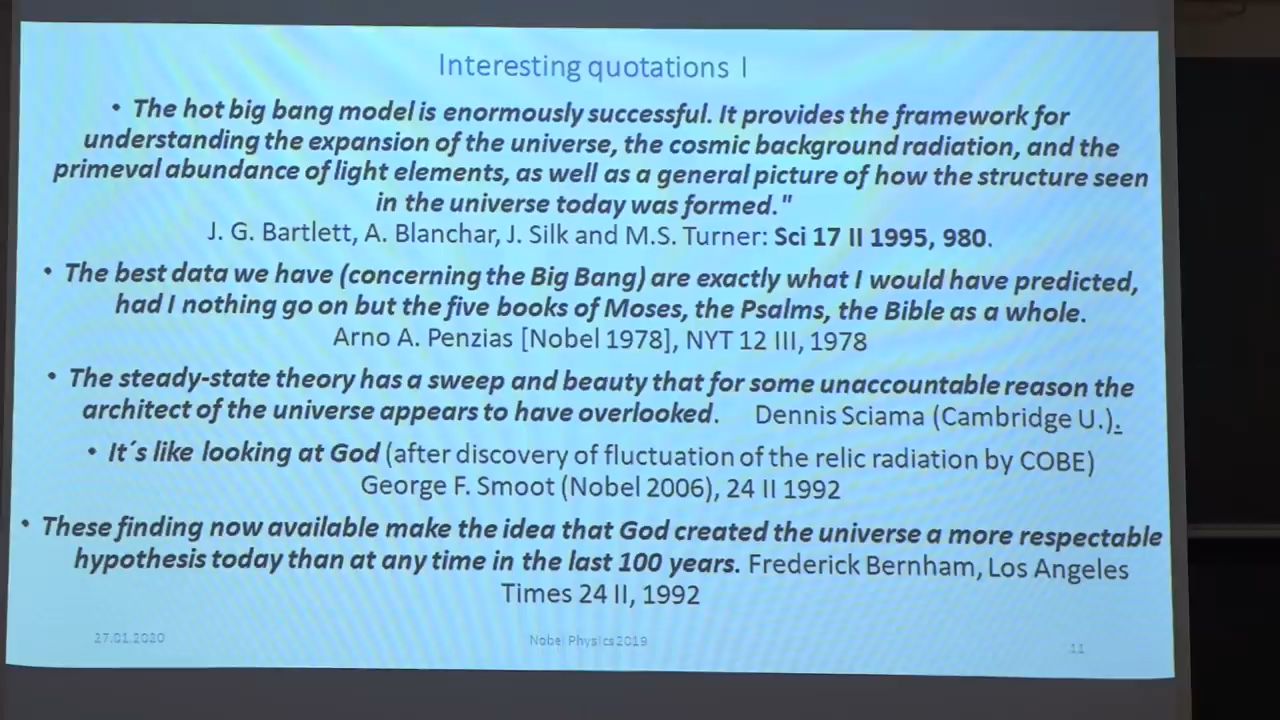 Interesting quotations I
• The hot big bang model is enormously successful. It provides the framework for
understanding the expansion of the universe, the cosmic background radiation, and the
primeval abundance of light elements, as well as a general picture of how the structure seen
in the universe today was formed."
J. G. Bartlett, A. Blanchar, J. Silk and M.S. Turner: Sci 17 II 1995, 980.
• The best data we have (concerning the Big Bang) are exactly what I would have predicted,
had I nothing go on but the five books of Moses, the Psalms, the Bible as a whole.
Arno A. Penzias [Nobel 1978], NYT 12 III, 1978
• The steady-state theory has a sweep and beauty that for some unaccountable reason the
architect of the universe appears to have overlooked. Dennis Sciama (Cambridge U.).
• It´s like looking at God (after discovery of fluctuation of the relic radiation by COBE)
George F. Smoot (Nobel 2006), 24 II 1992
• These finding now available make the idea that God created the universe a more respectable
hypothesis today than at any time in the last 100 years. Frederick Bernham, Los Angeles
Times 24 II, 1992
27.01.2020 Nobel Physics2019 11